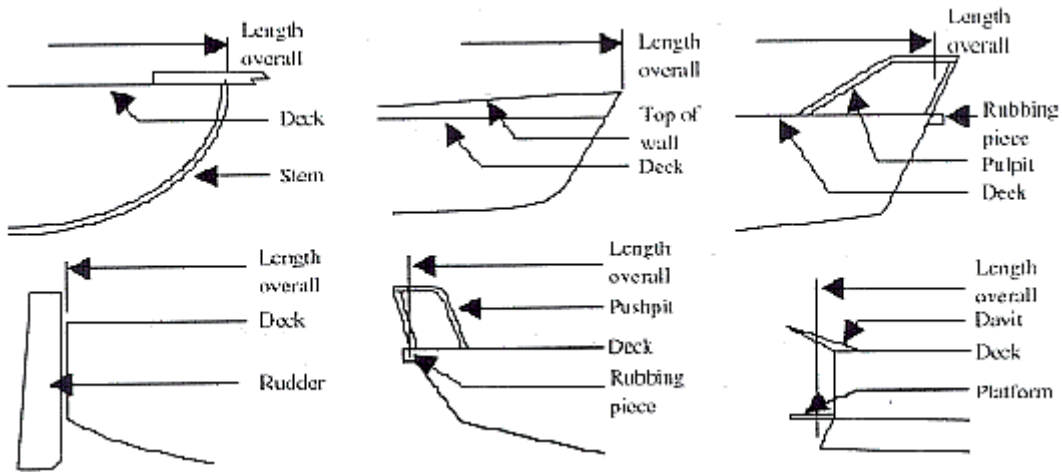 Length
overall
Deck
Stem
Length
overall
Top of
wall
Deck
Length
overall
Rubbing
piece
Pulpit
Deck
Length
overall
Deck
Rudder
Length
overall
Pushpit
Deck
Rubbing
piece
Length
overall
Davit
Deck
Platform